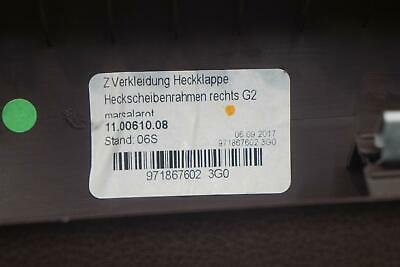 Z Verkleidung Heckklappe
Heckscheibenrahmen rechts G2
marsalarot
11.00610.08
Stand: 06S
06.09.2017
971867602 3G0
971867602 3G0